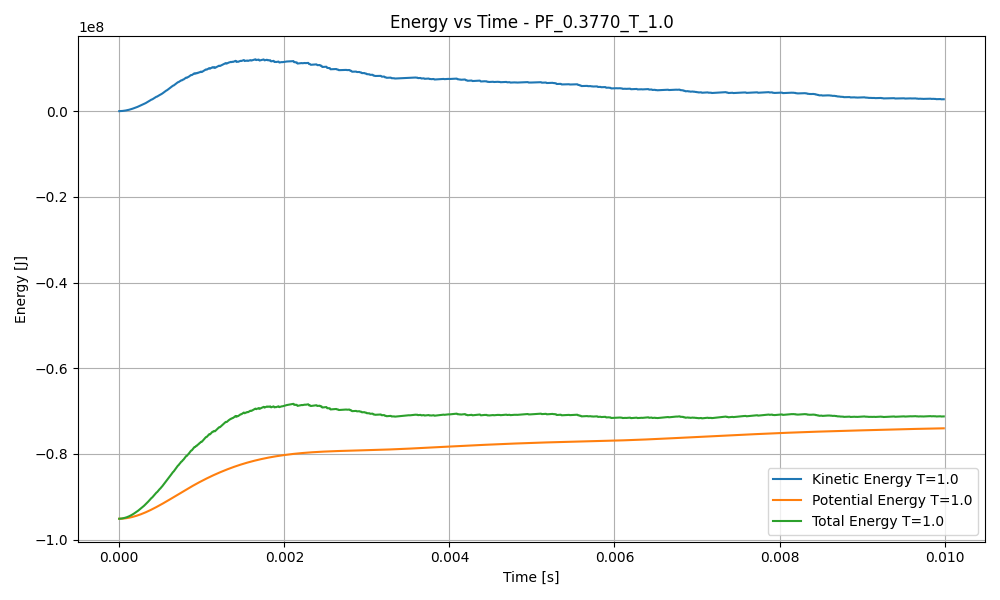 Energy vs Time - PF_0.3770_T_1.0
1e8
0.0
−0.2
−0.4
−0.6
−0.8
−1.0
Energy [J]
Kinetic Energy T=1.0
Potential Energy T=1.0
Total Energy T=1.0
0.000 0.002 0.004 0.006 0.008 0.010
Time [s]